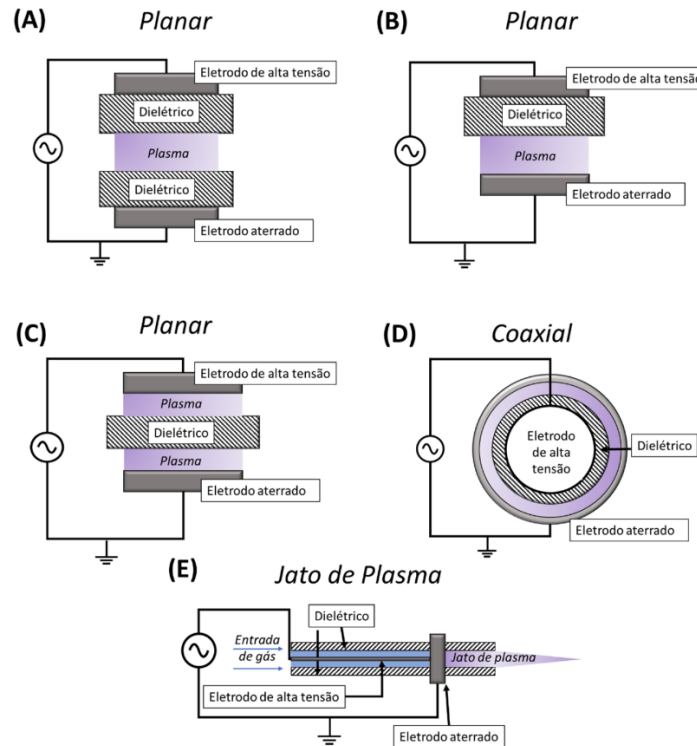 (A)
Planar
Eletrodo de alta tensão
Dielétrico
Plasma
Dielétrico
Eletrodo aterrado
(B)
Planar
Eletrodo de alta tensão
Dielétrico
Plasma
Eletrodo aterrado
(C)
Planar
Eletrodo de alta tensão
Plasma
Dielétrico
Plasma
Eletrodo aterrado
(D)
Coaxial
Eletrodo
de alta
tensão
Dielétrico
Eletrodo aterrado
(E)
Jato de Plasma
Dielétrico
Entrada
de gás
Jato de plasma
Eletrodo de alta tensão
Eletrodo aterrado